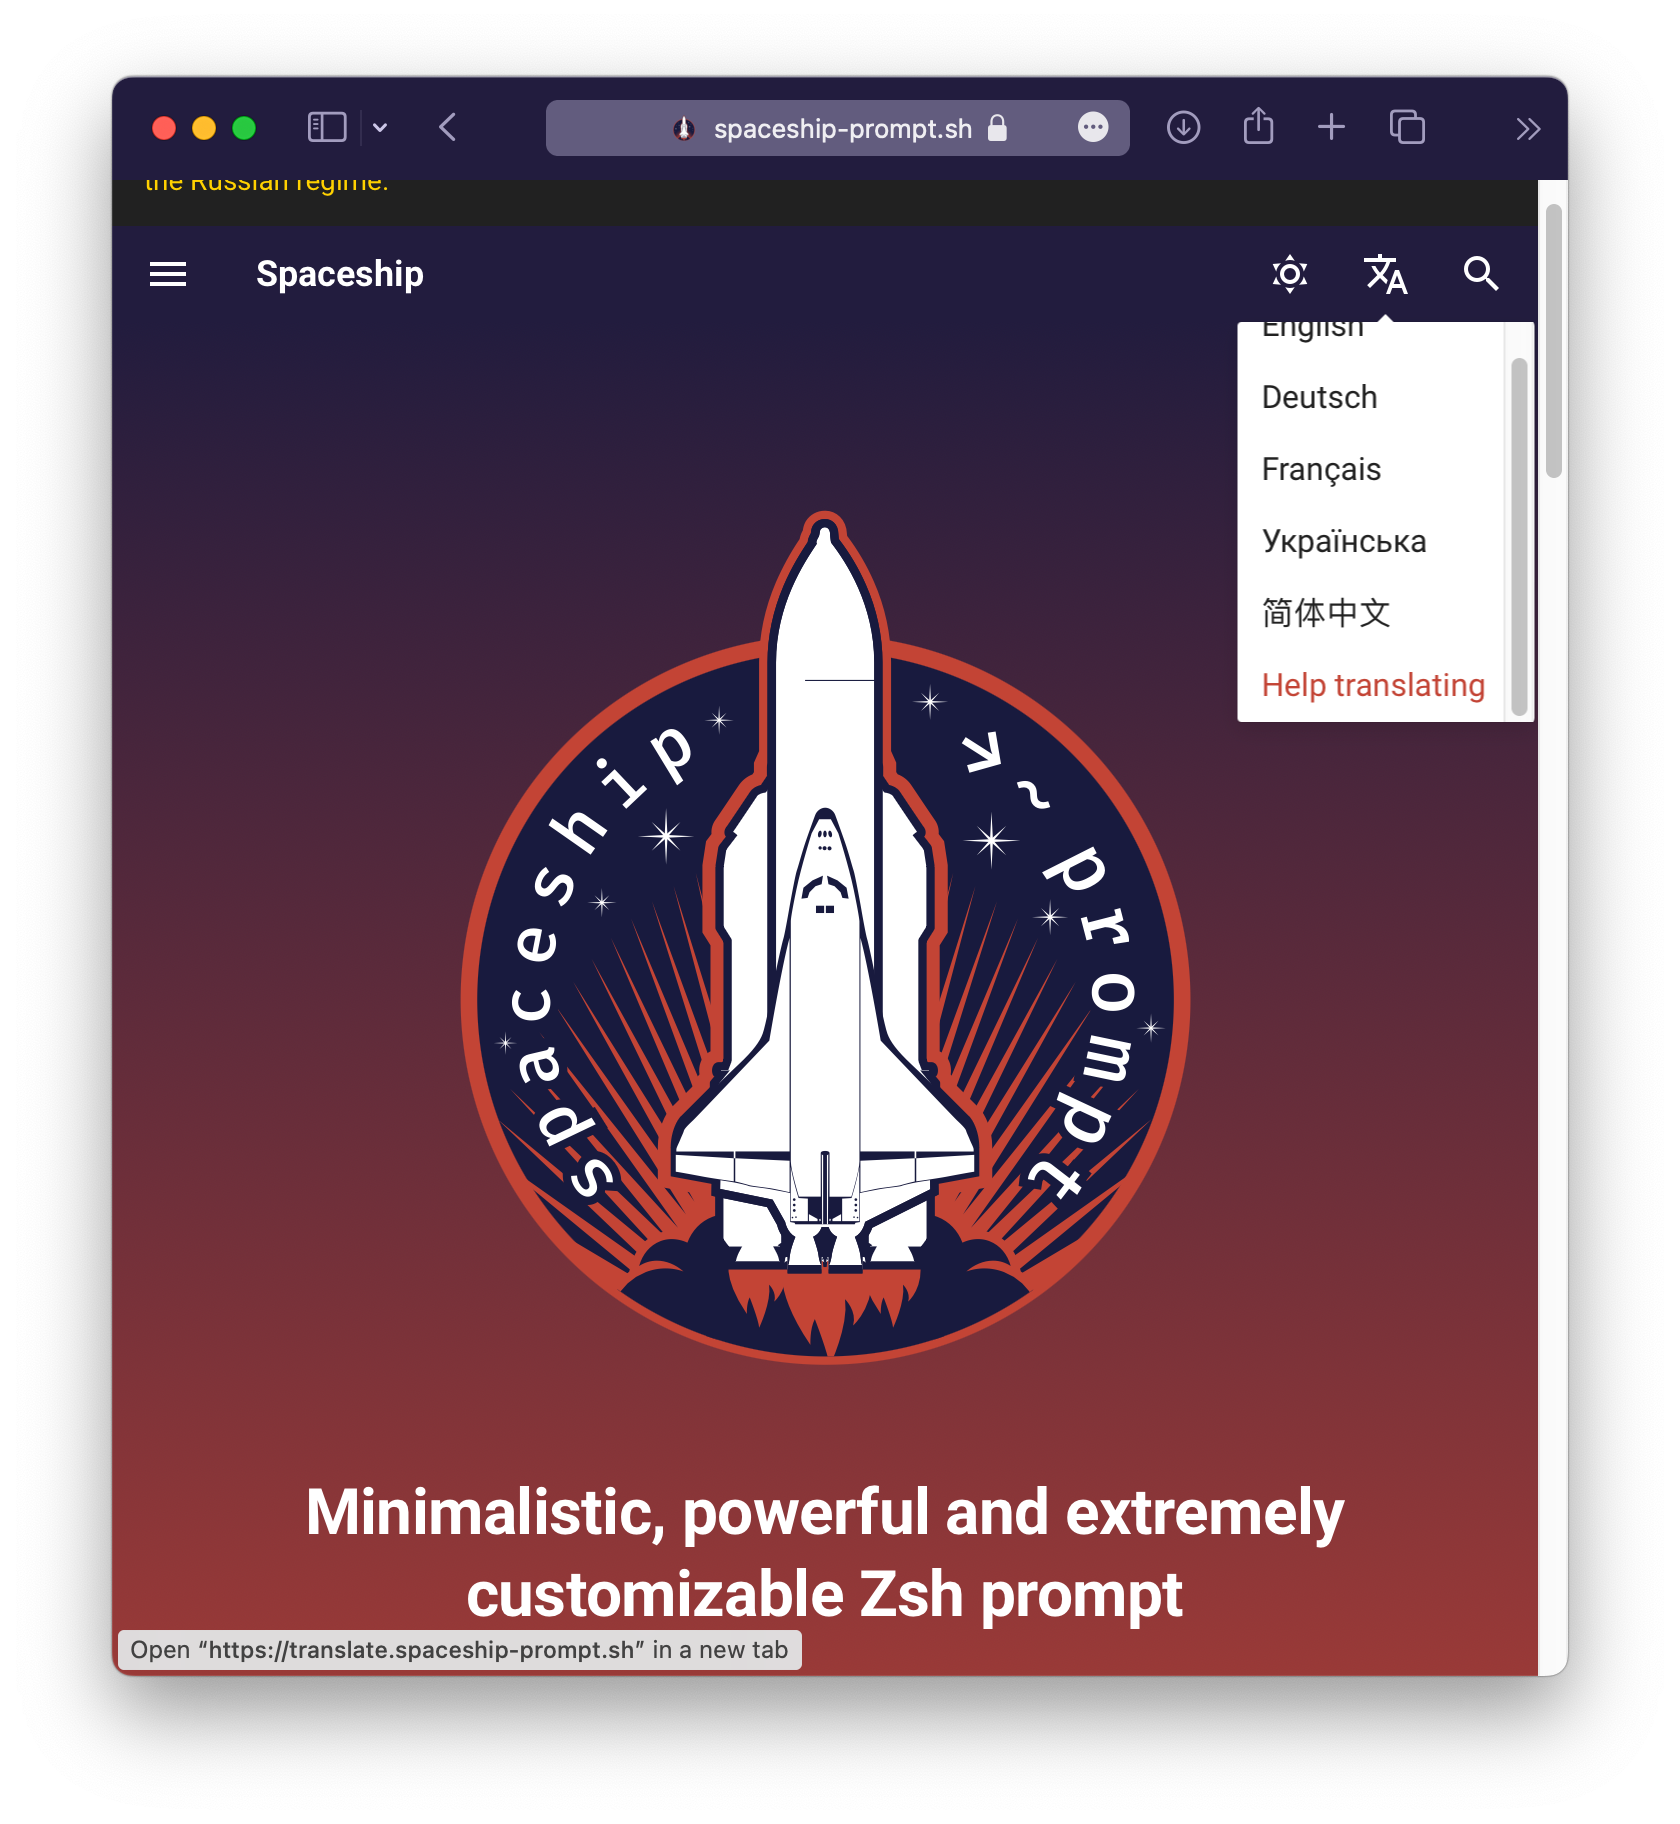 spaceship-prompt.sh
the Russian regime.
Spaceship
English
Deutsch
Français
Українська
简体中文
Help translating
spaceship
➔ ~ prompt
Minimalistic, powerful and extremely
customizable Zsh prompt
Open “https://translate.spaceship-prompt.sh” in a new tab